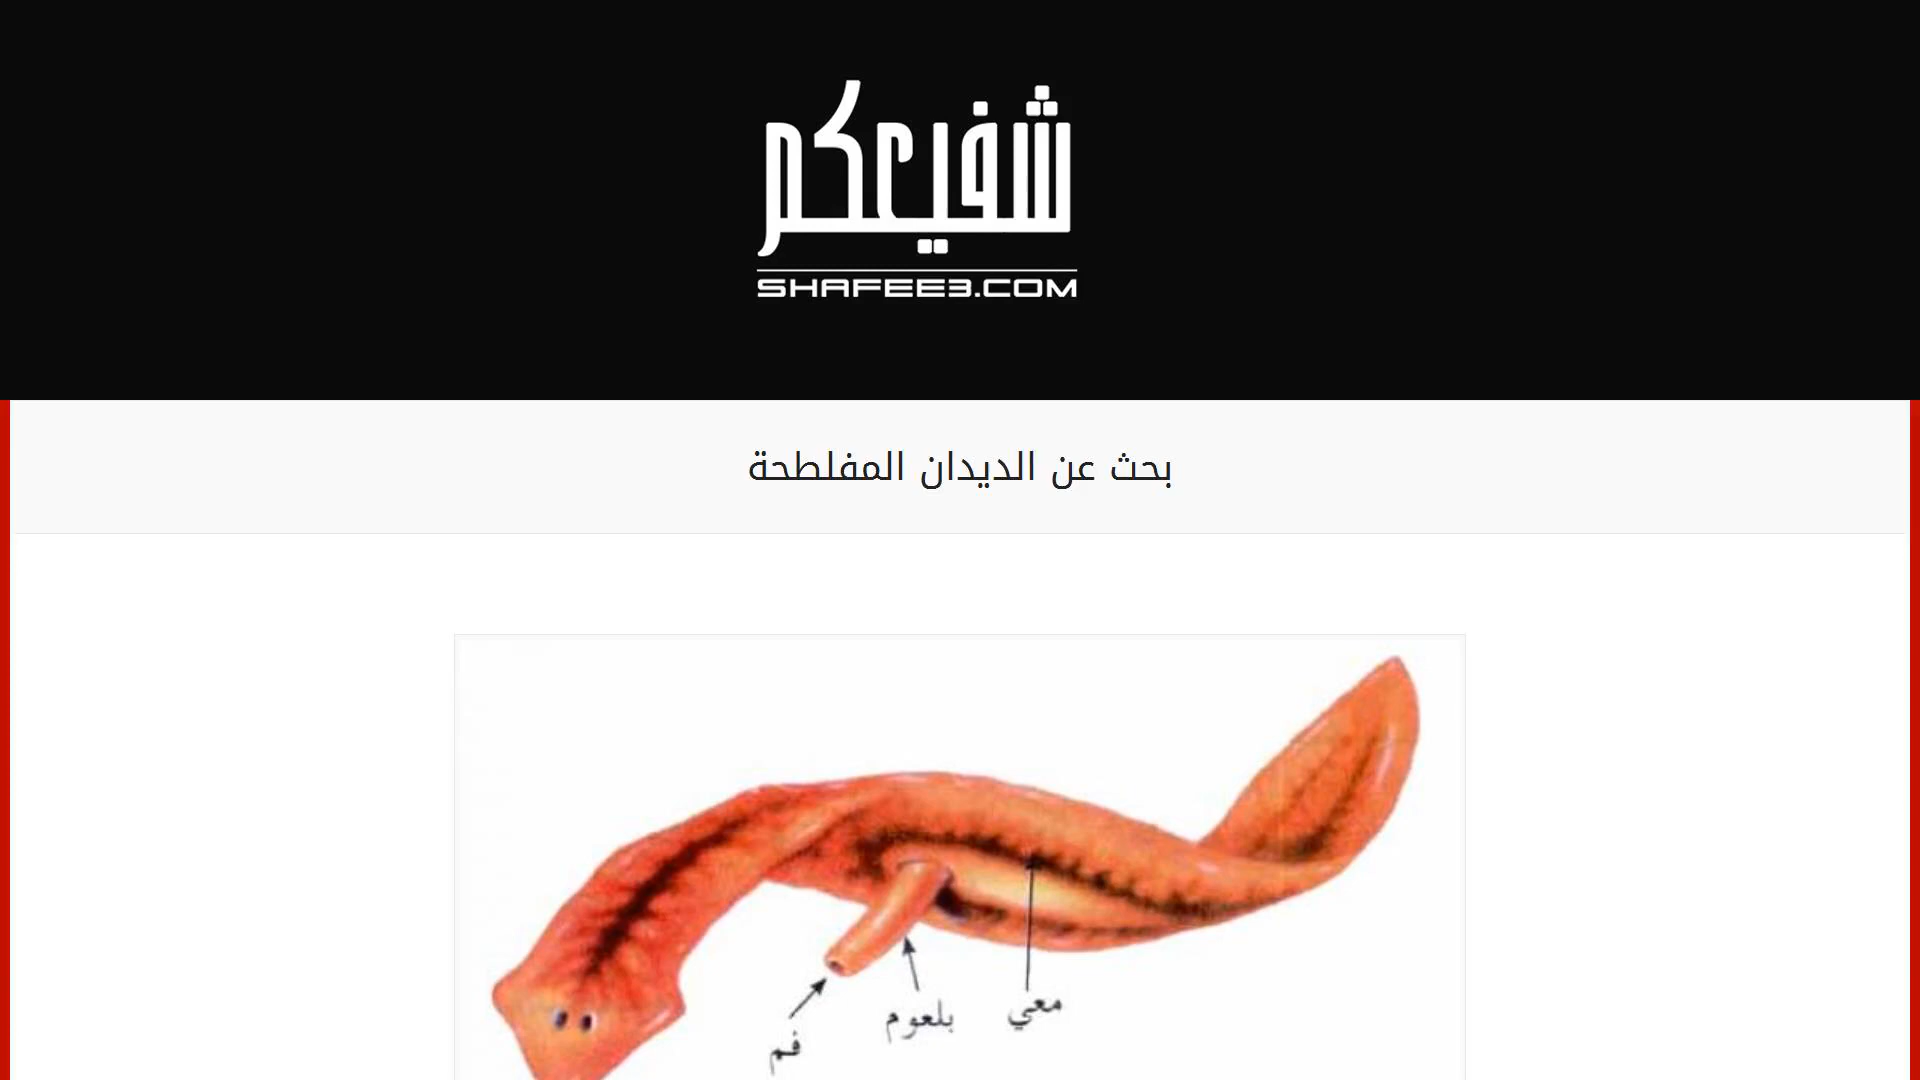 شفيعكم
SHAFEE3.COM
بحث عن الديدان المفلطحة
معي
بلعوم
فم